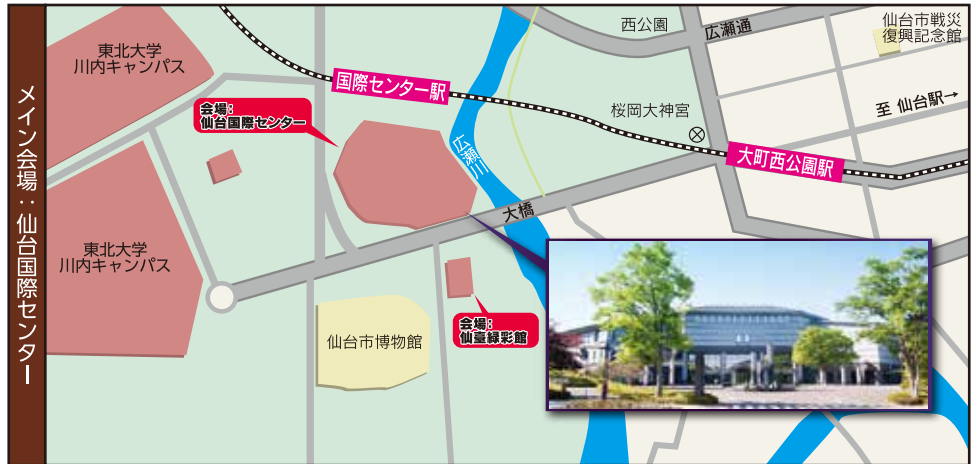 メイン会場：仙台国際センター
東北大学
川内キャンパス
会場：
仙台国際センター
国際センター駅
西公園
広瀬通
仙台市戦災
復興記念館
至 仙台駅→
桜岡大神宮
大町西公園駅
広瀬川
大橋
東北大学
川内キャンパス
仙台市博物館
会場：
仙臺緑彩館